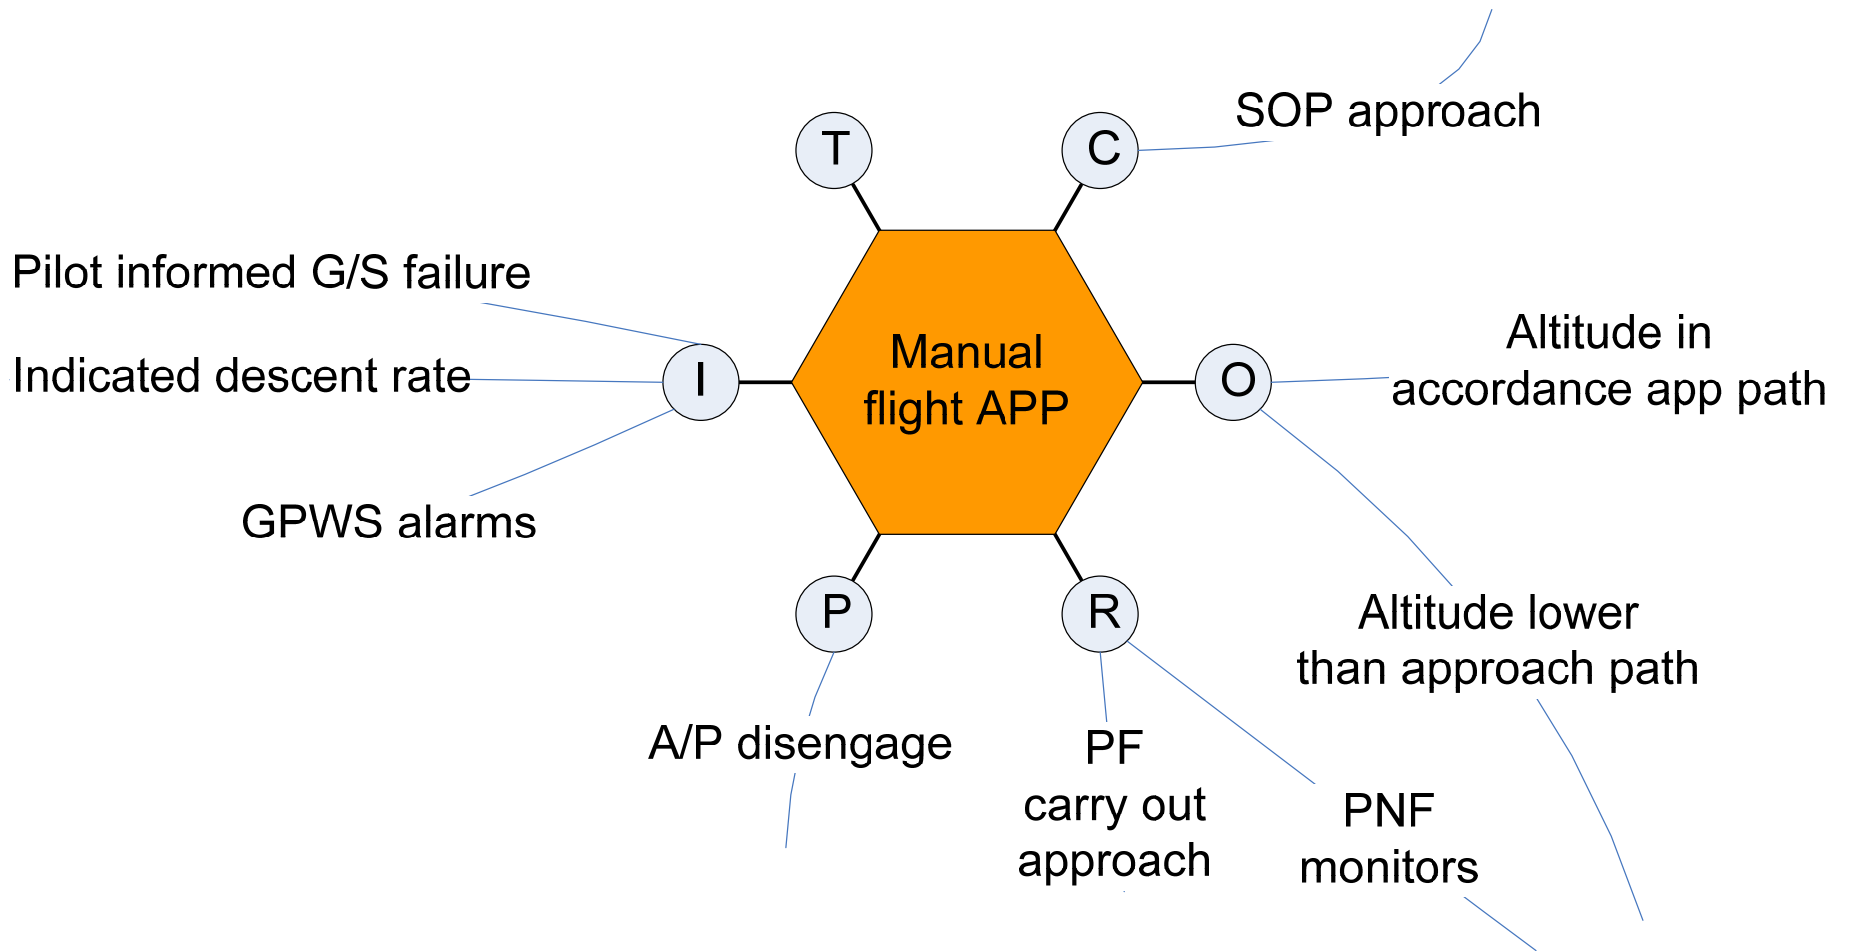 SOP approach
T
C
Pilot informed G/S failure
Indicated descent rate
I
Manual
flight APP
O
Altitude in
accordance app path
GPWS alarms
P
R
Altitude lower
than approach path
A/P disengage
PF
carry out
approach
PNF
monitors